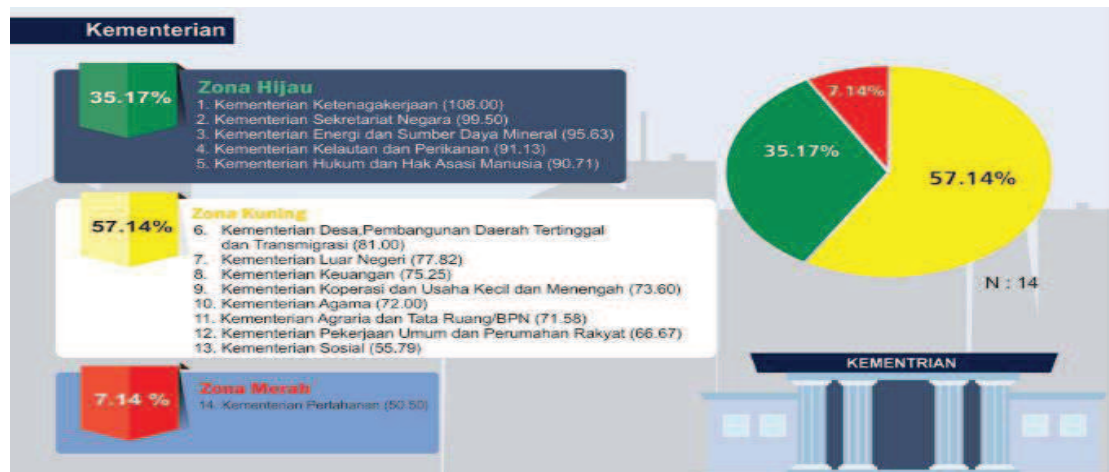 Kementerian
35.17%
Zona Hijau
1. Kementerian Ketenagakerjaan (108.00)
2. Kementerian Sekretariat Negara (99.50)
3. Kementerian Energi dan Sumber Daya Mineral (95.63)
4. Kementerian Kelautan dan Perikanan (91.13)
5. Kementerian Hukum dan Hak Asasi Manusia (90.71)
57.14%
Zona Kuning
6. Kementerian Desa,Pembangunan Daerah Tertinggal
dan Transmigrasi (81.00)
7. Kementerian Luar Negeri (77.82)
8. Kementerian Keuangan (75.25)
9. Kementerian Koperasi dan Usaha Kecil dan Menengah (73.60)
10. Kementerian Agama (72.00)
11. Kementerian Agraria dan Tata Ruang/BPN (71.58)
12. Kementerian Pekerjaan Umum dan Perumahan Rakyat (66.67)
13. Kementerian Sosial (55.79)
7.14 %
Zona Merah
14. Kementerian Pertahanan (50.50)
7.14%
35.17%
57.14%
N : 14
KEMENTRIAN